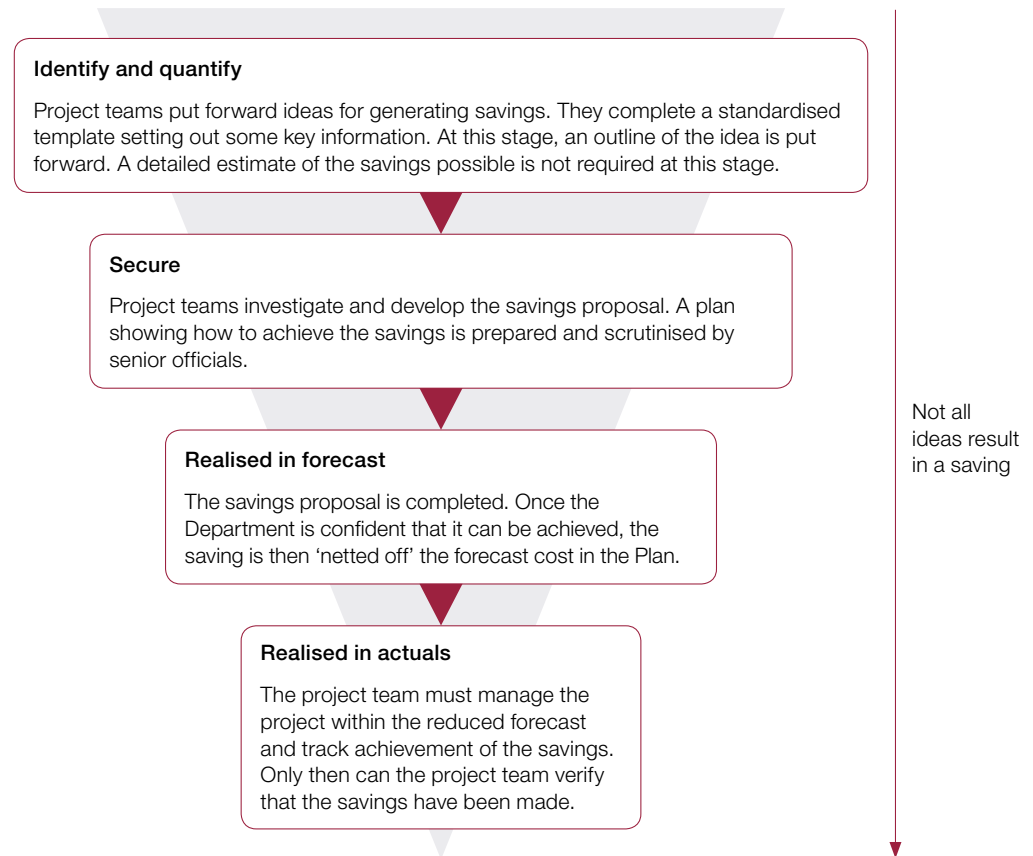 Identify and quantify
Project teams put forward ideas for generating savings. They complete a standardised
template setting out some key information. At this stage, an outline of the idea is put
forward. A detailed estimate of the savings possible is not required at this stage.
Secure
Project teams investigate and develop the savings proposal. A plan
showing how to achieve the savings is prepared and scrutinised by
senior officials.
Realised in forecast
The savings proposal is completed. Once the
Department is confident that it can be achieved, the
saving is then ‘netted off’ the forecast cost in the Plan.
Realised in actuals
The project team must manage the
project within the reduced forecast
and track achievement of the savings.
Only then can the project team verify
that the savings have been made.
Not all
ideas result
in a saving